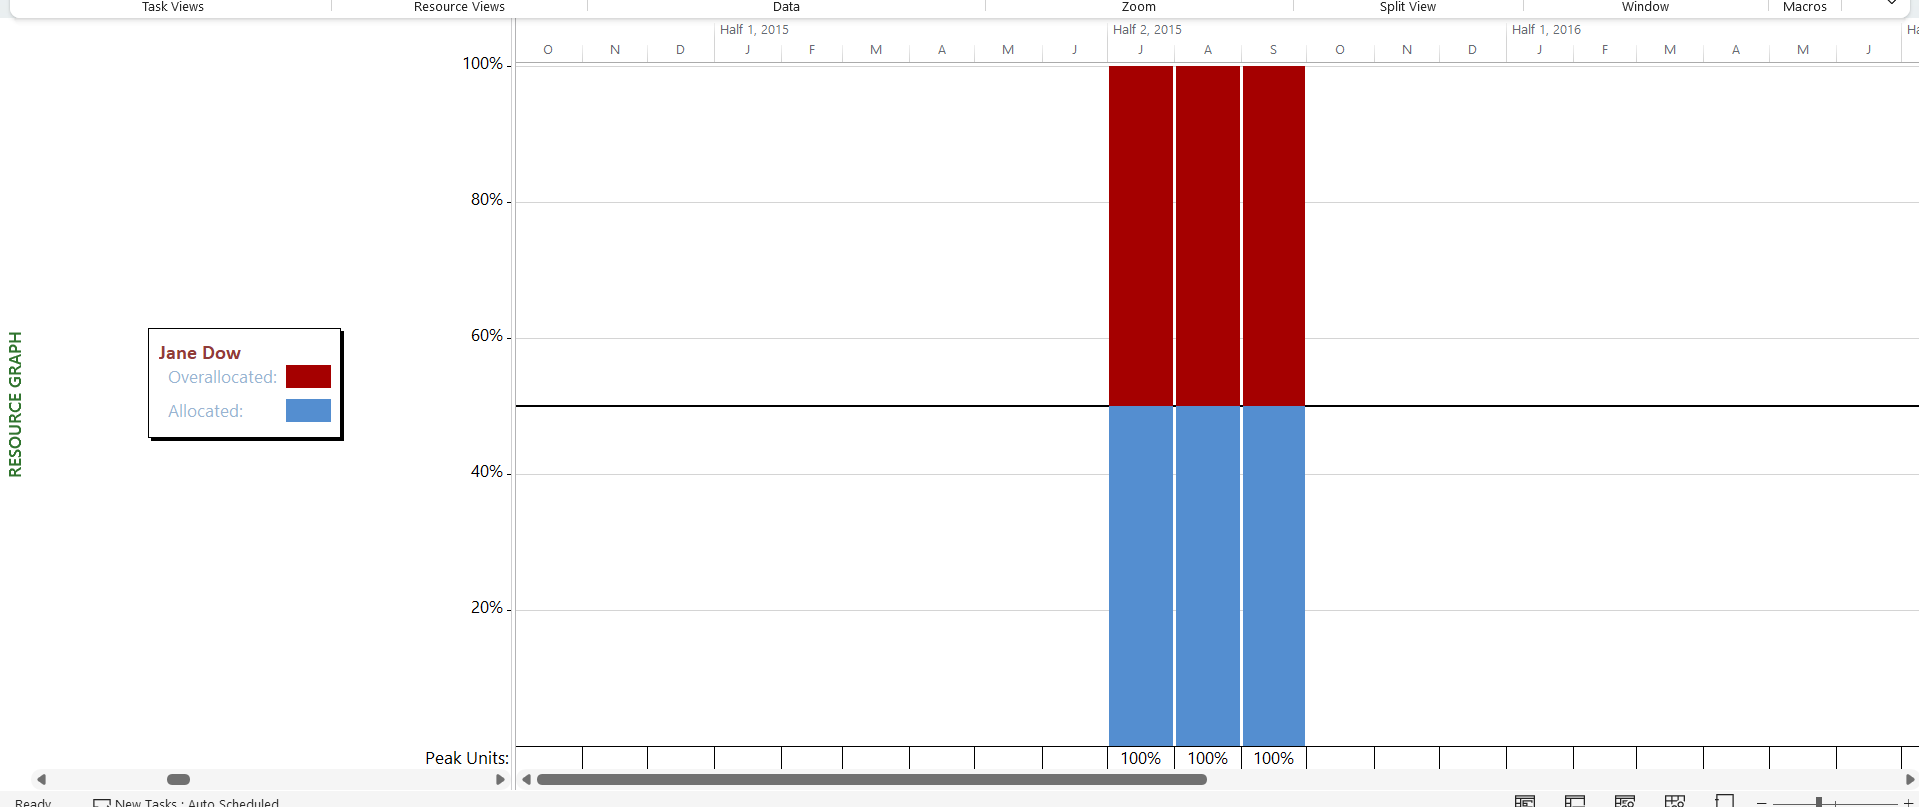 Task Views Resource Views Data Zoom Split View Window Macros
Half 1, 2015 Half 2, 2015 Half 1, 2016 Ha
O N D J F M A M J J A S O N D J F M A M J
100%
80%
60%
40%
20%
RESOURCE GRAPH
Jane Dow
Overallocated:
Allocated:
Peak Units: 100% 100% 100%
Ready New Tasks : Auto Scheduled